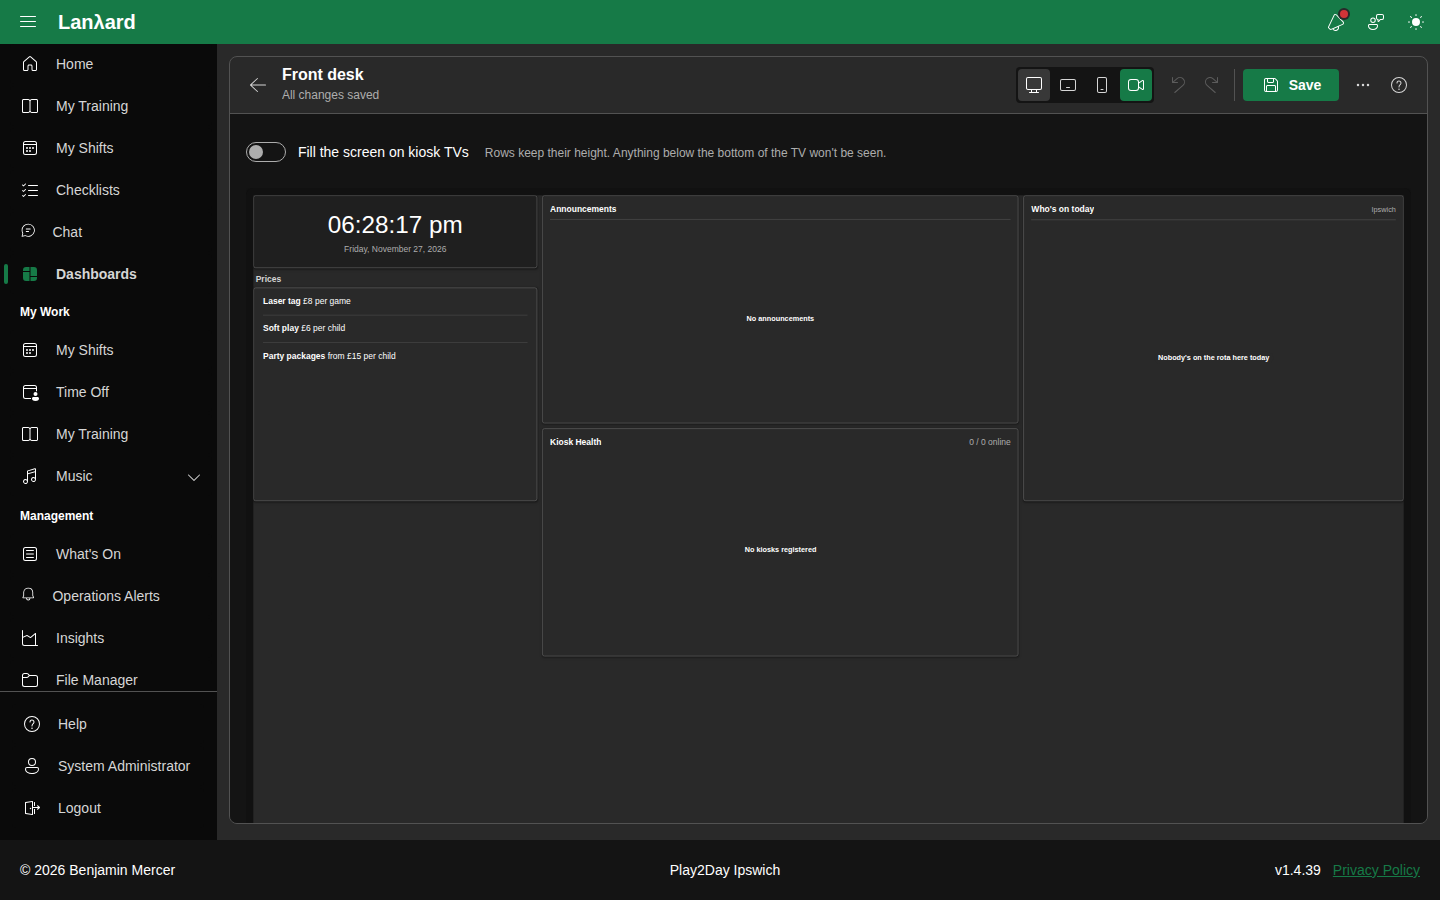 Lanλard
Home
My Training
My Shifts
Checklists
Chat
Dashboards
My Work
My Shifts
Time Off
My Training
Music
Management
What's On
Operations Alerts
Insights
File Manager
Help
System Administrator
Logout
Front desk
All changes saved
Save
Fill the screen on kiosk TVs
Rows keep their height. Anything below the bottom of the TV won't be seen.
06:28:17 pm
Friday, November 27, 2026
Prices
Laser tag £8 per game
Soft play £6 per child
Party packages from £15 per child
Announcements
No announcements
Kiosk Health
0 / 0 online
No kiosks registered
Who's on today
Ipswich
Nobody's on the rota here today
© 2026 Benjamin Mercer
Play2Day Ipswich
v1.4.39
Privacy Policy